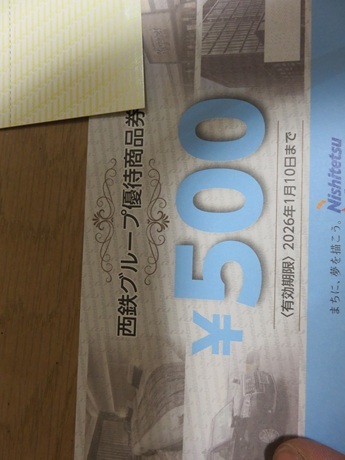 西鉄グループ優待商品券
¥500
〈有効期限〉2026年1月10日まで
まちに、夢を描こう。Nishitetsu